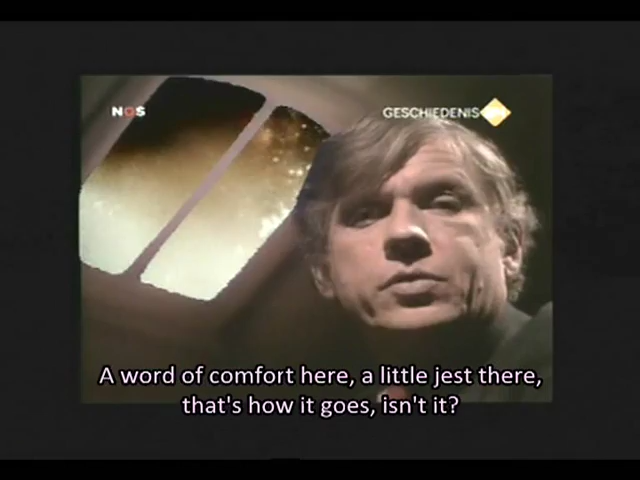 NOS
GESCHIEDENIS
A word of comfort here, a little jest there,
that's how it goes, isn't it?